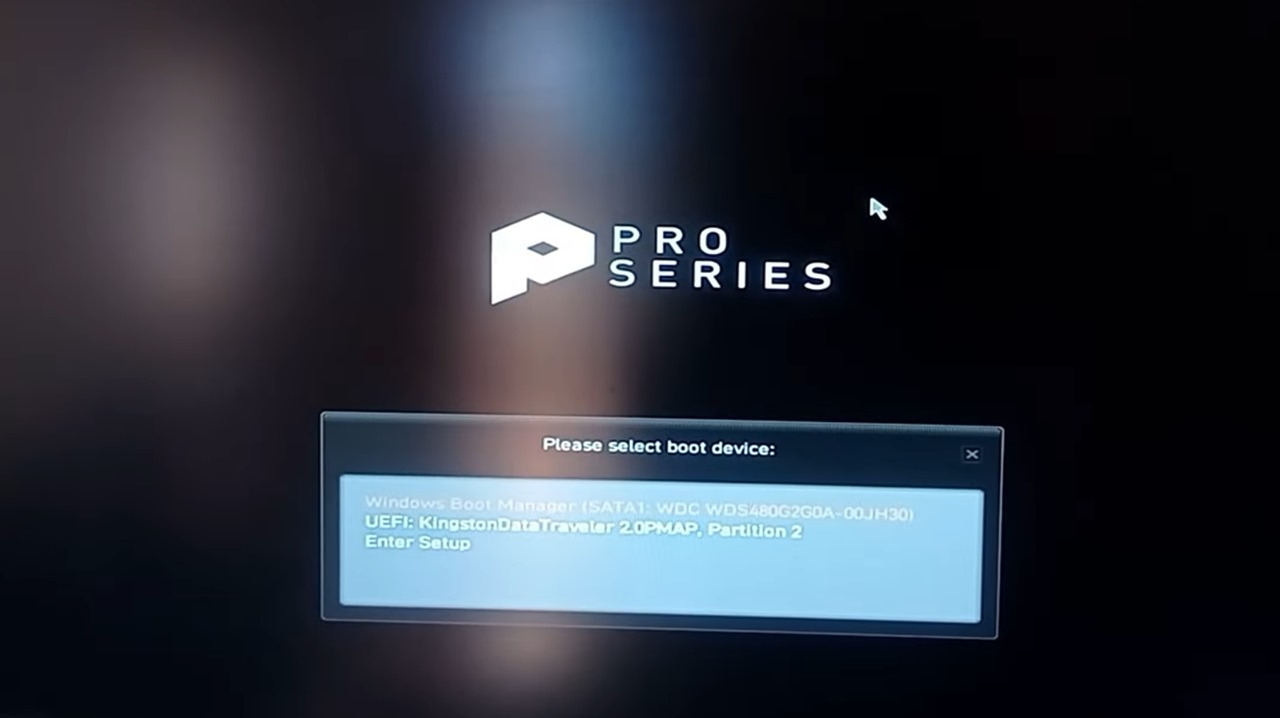 PRO
SERIES
Please select boot device:
Windows Boot Manager (SATA1: WDC WDS480G2G0A-00JH30)
UEFI: KingstonDataTraveler 2.0PMAP, Partition 2
Enter Setup